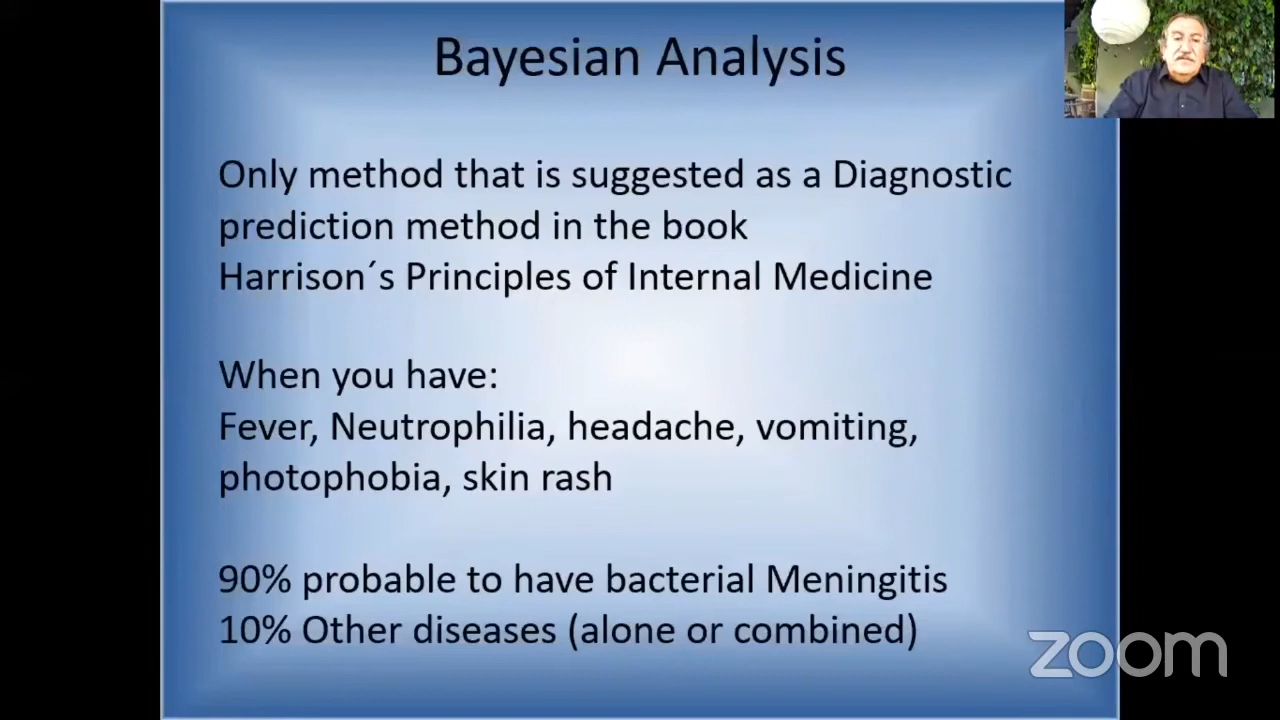 Bayesian Analysis
Only method that is suggested as a Diagnostic
prediction method in the book
Harrison´s Principles of Internal Medicine
When you have:
Fever, Neutrophilia, headache, vomiting,
photophobia, skin rash
90% probable to have bacterial Meningitis
10% Other diseases (alone or combined)
zoom